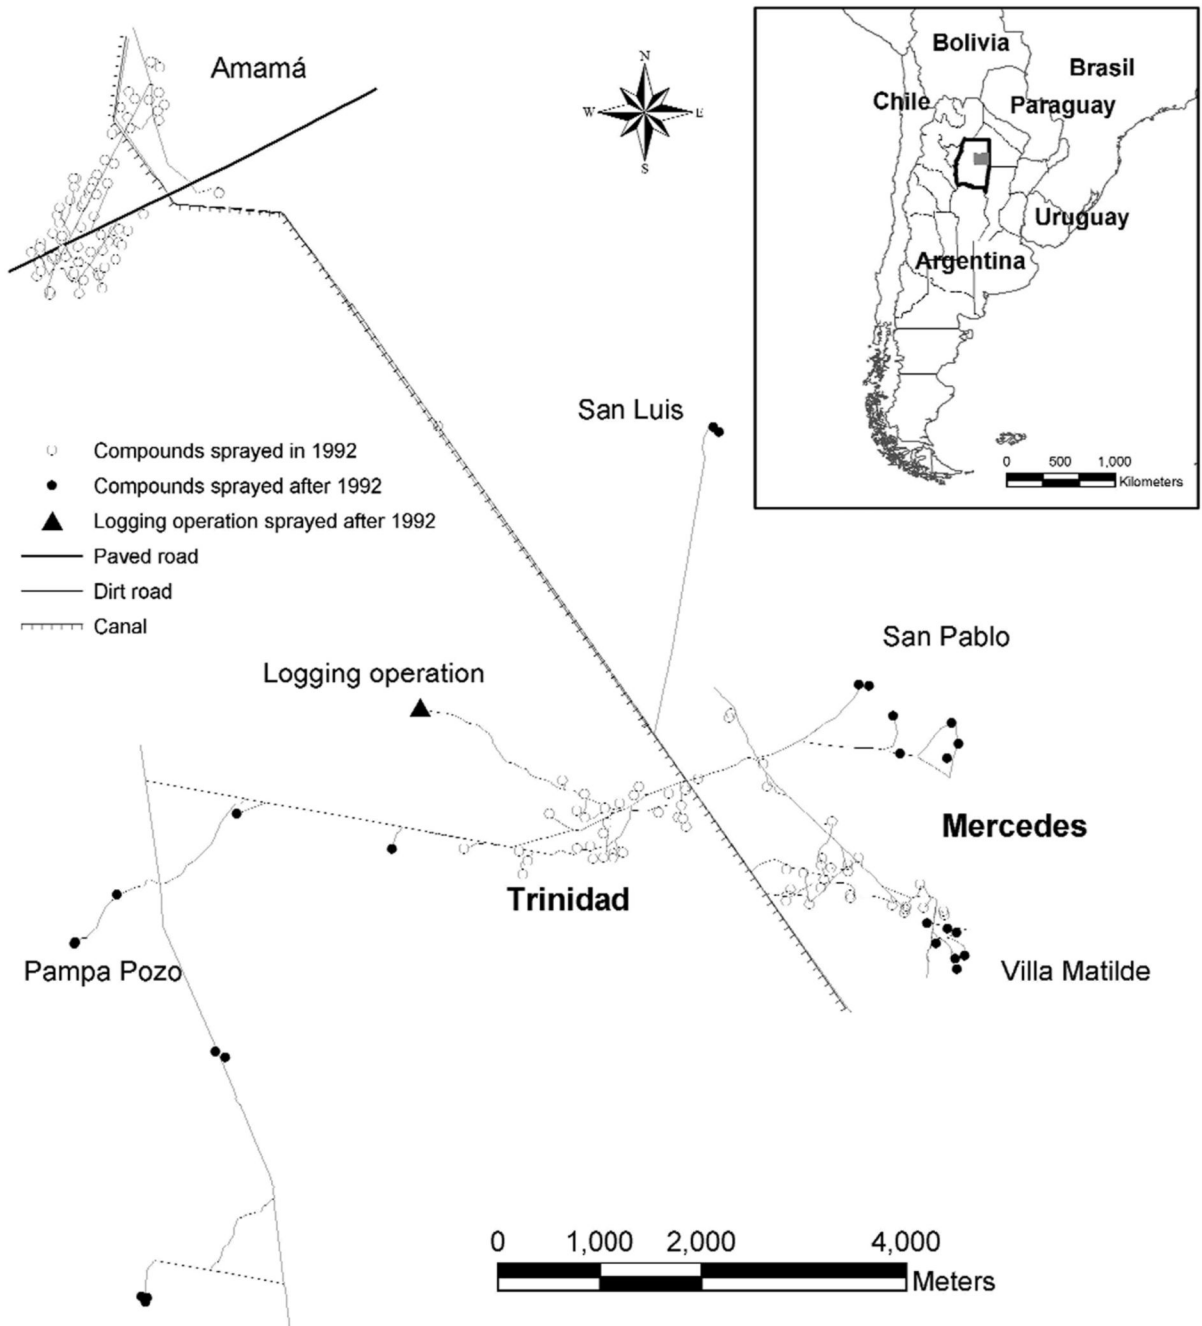 Amamá
N
W
E
S
Bolivia
Brasil
Chile
Paraguay
Uruguay
Argentina
0 500 1,000
Kilometers
San Luis
Compounds sprayed in 1992
Compounds sprayed after 1992
Logging operation sprayed after 1992
Paved road
Dirt road
Canal
San Pablo
Logging operation
Mercedes
Trinidad
Pampa Pozo
Villa Matilde
0 1,000 2,000 4,000
Meters